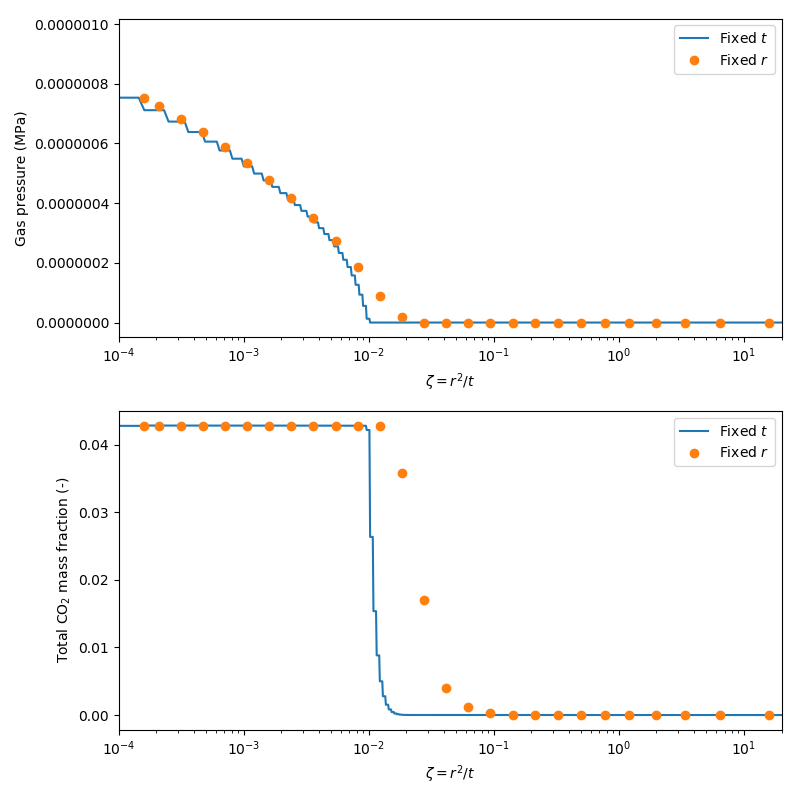 0.0000010
0.0000008
0.0000006
0.0000004
0.0000002
0.0000000
Gas pressure (MPa)
Fixed t
Fixed r
10⁻⁴ 10⁻³ 10⁻² 10⁻¹ 10⁰ 10¹
ζ = r²/t
0.04
0.03
0.02
0.01
0.00
Total CO₂ mass fraction (-)
Fixed t
Fixed r
10⁻⁴ 10⁻³ 10⁻² 10⁻¹ 10⁰ 10¹
ζ = r²/t